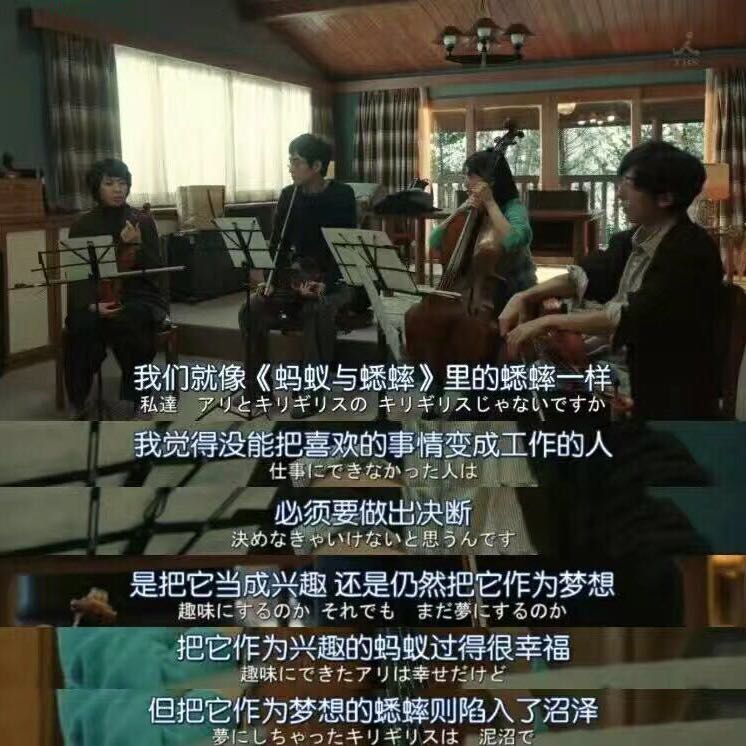 TBS
我们就像《蚂蚁与蟋蟀》里的蟋蟀一样
私達　アリとキリギリスの キリギリスじゃないですか
我觉得没能把喜欢的事情变成工作的人
仕事にできなかった人は
必须要做出决断
決めなきゃいけないと思うんです
是把它当成兴趣 还是仍然把它作为梦想
趣味にするのか それでも　まだ夢にするのか
把它作为兴趣的蚂蚁过得很幸福
趣味にできたアリは幸せだけど
但把它作为梦想的蟋蟀则陷入了沼泽
夢にしちゃったキリギリスは　泥沼で